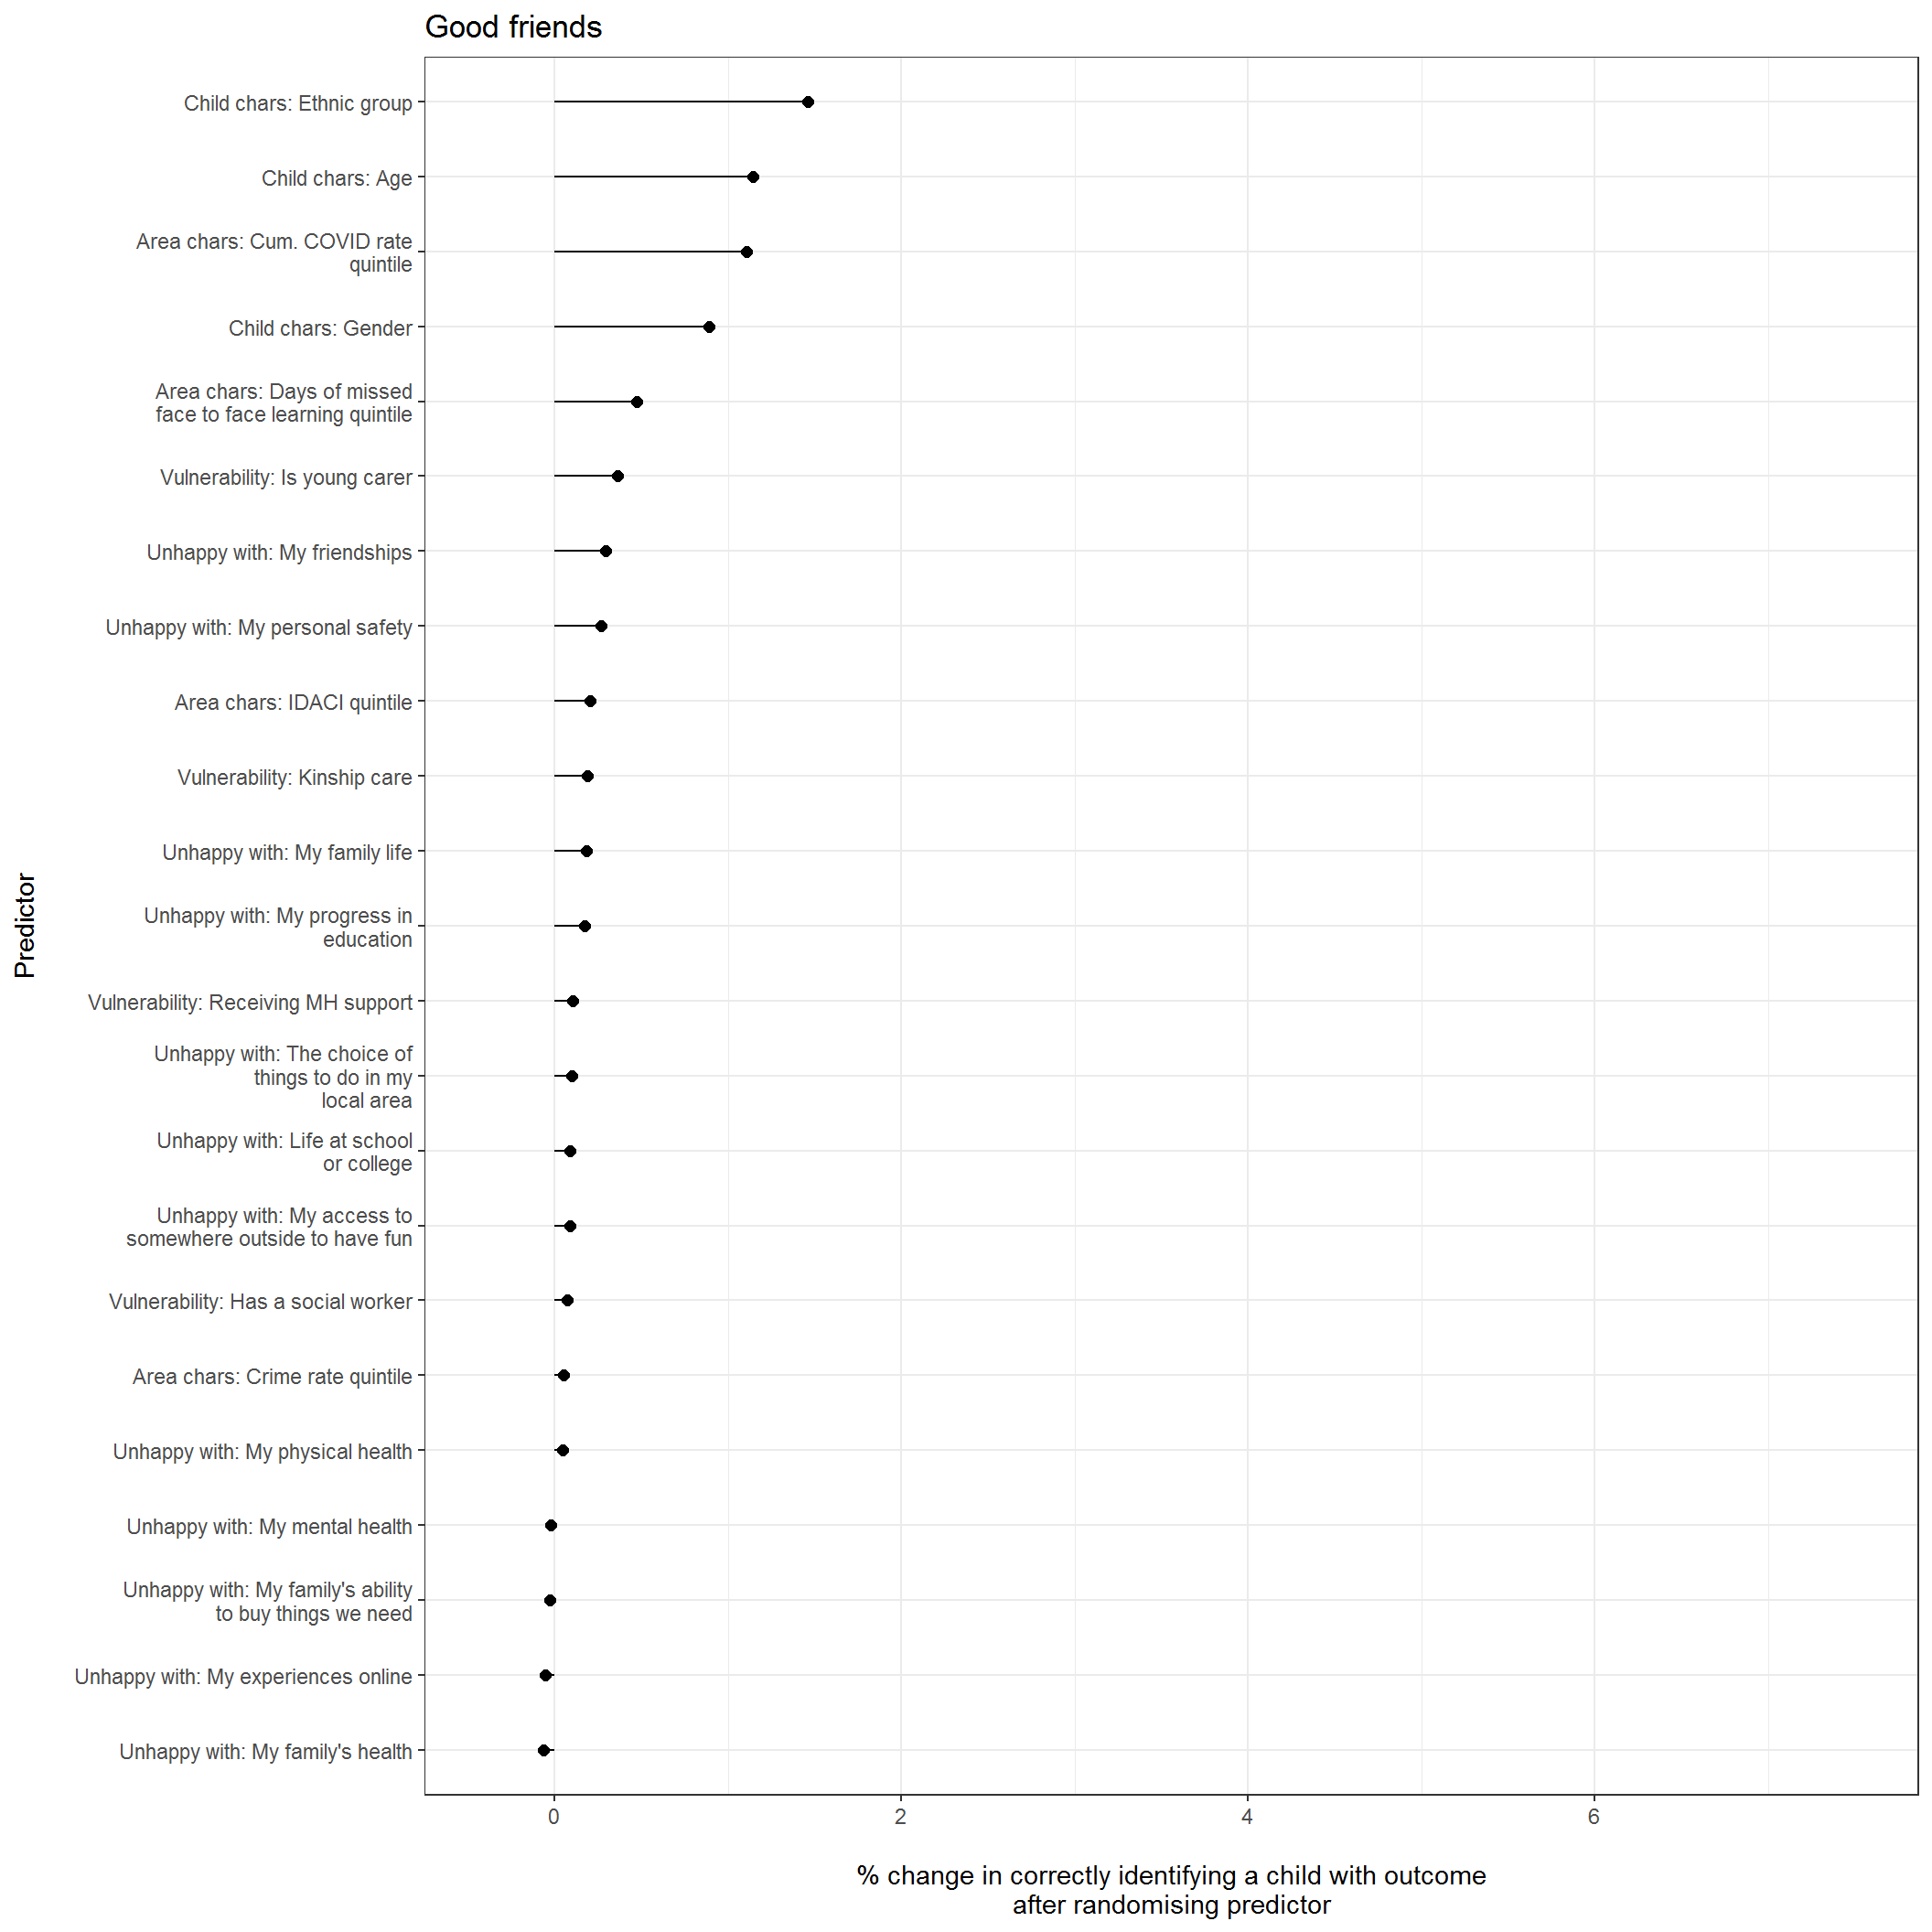 Good friends
Child chars: Ethnic group
Child chars: Age
Area chars: Cum. COVID rate
quintile
Child chars: Gender
Area chars: Days of missed
face to face learning quintile
Vulnerability: Is young carer
Unhappy with: My friendships
Unhappy with: My personal safety
Area chars: IDACI quintile
Vulnerability: Kinship care
Unhappy with: My family life
Unhappy with: My progress in
education
Vulnerability: Receiving MH support
Unhappy with: The choice of
things to do in my
local area
Unhappy with: Life at school
or college
Unhappy with: My access to
somewhere outside to have fun
Vulnerability: Has a social worker
Area chars: Crime rate quintile
Unhappy with: My physical health
Unhappy with: My mental health
Unhappy with: My family's ability
to buy things we need
Unhappy with: My experiences online
Unhappy with: My family's health
Predictor
0 2 4 6
% change in correctly identifying a child with outcome
after randomising predictor